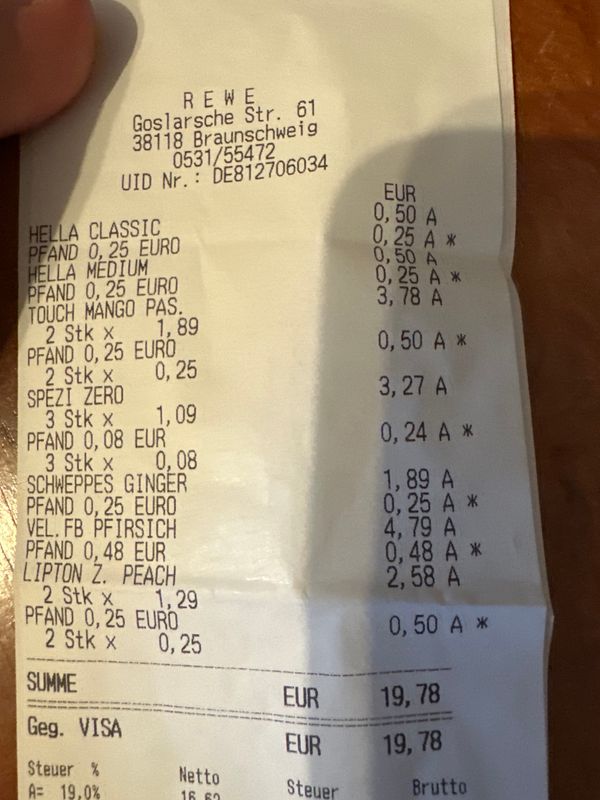 R E W E
Goslarsche Str. 61
38118 Braunschweig
0531/55472
UID Nr.: DE812706034
EUR
HELLA CLASSIC 0,50 A
PFAND 0,25 EURO 0,25 A *
HELLA MEDIUM 0,50 A
PFAND 0,25 EURO 0,25 A *
TOUCH MANGO PAS. 3,78 A
2 Stk x 1,89
PFAND 0,25 EURO 0,50 A *
2 Stk x 0,25
SPEZI ZERO 3,27 A
3 Stk x 1,09
PFAND 0,08 EUR 0,24 A *
3 Stk x 0,08
SCHWEPPES GINGER 1,89 A
PFAND 0,25 EURO 0,25 A *
VEL.FB PFIRSICH 4,79 A
PFAND 0,48 EUR 0,48 A *
LIPTON Z. PEACH 2,58 A
2 Stk x 1,29
PFAND 0,25 EURO 0,50 A *
2 Stk x 0,25
SUMME EUR 19,78
Geg. VISA EUR 19,78
Steuer % Netto Steuer Brutto
A= 19,0% 16,62